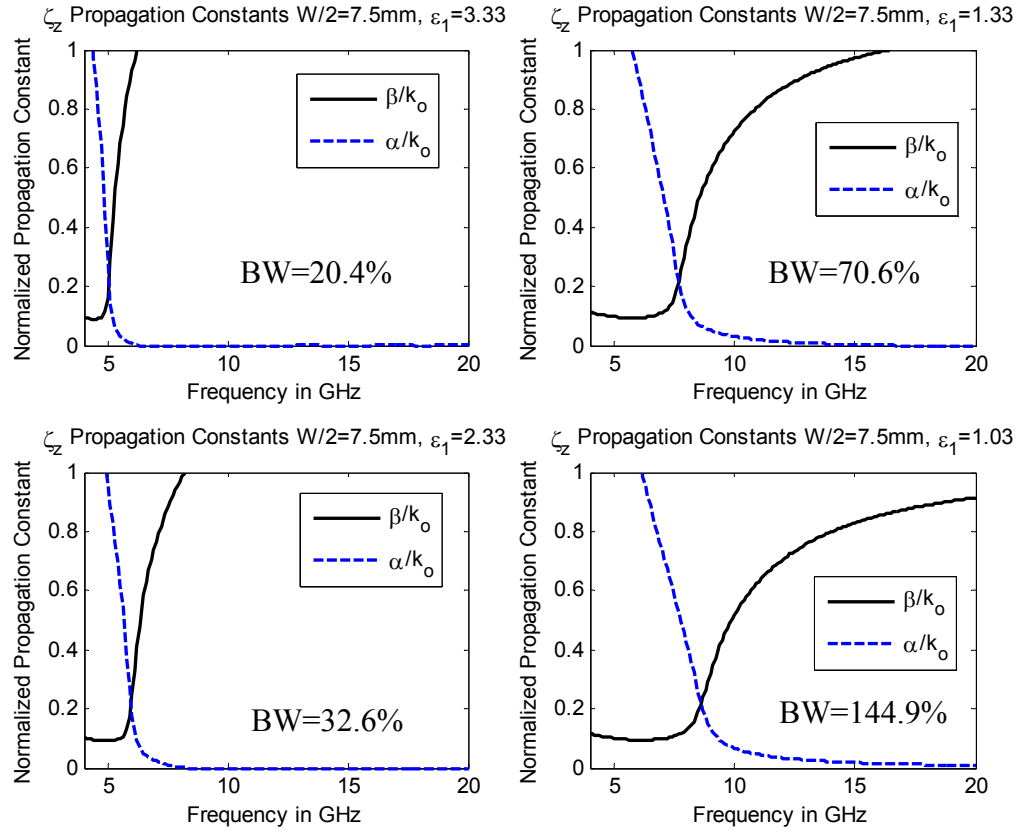 ζz Propagation Constants W/2=7.5mm, ε1=3.33
Normalized Propagation Constant
1
0.8
0.6
0.4
0.2
0
β/ko
α/ko
BW=20.4%
5
10
15
20
Frequency in GHz
ζz Propagation Constants W/2=7.5mm, ε1=1.33
Normalized Propagation Constant
1
0.8
0.6
0.4
0.2
0
β/ko
α/ko
BW=70.6%
5
10
15
20
Frequency in GHz
ζz Propagation Constants W/2=7.5mm, ε1=2.33
Normalized Propagation Constant
1
0.8
0.6
0.4
0.2
0
β/ko
α/ko
BW=32.6%
5
10
15
20
Frequency in GHz
ζz Propagation Constants W/2=7.5mm, ε1=1.03
Normalized Propagation Constant
1
0.8
0.6
0.4
0.2
0
β/ko
α/ko
BW=144.9%
5
10
15
20
Frequency in GHz